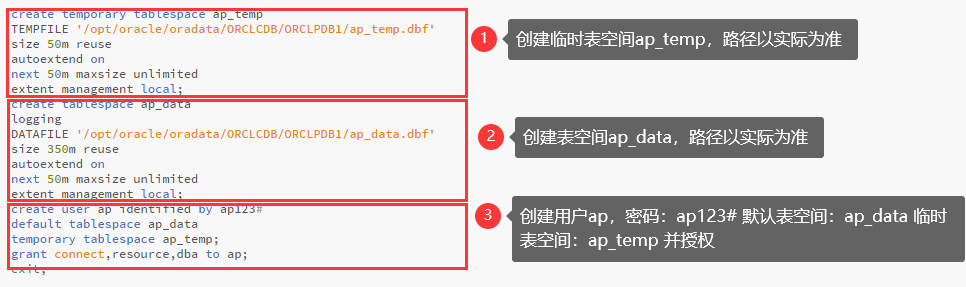 create temporary tablespace ap_temp
TEMPFILE '/opt/oracle/oradata/ORCLCDB/ORCLPDB1/ap_temp.dbf'
size 50m reuse
autoextend on
next 50m maxsize unlimited
extent management local;
1
创建临时表空间ap_temp，路径以实际为准
create tablespace ap_data
logging
DATAFILE '/opt/oracle/oradata/ORCLCDB/ORCLPDB1/ap_data.dbf'
size 350m reuse
autoextend on
next 50m maxsize unlimited
extent management local;
2
创建表空间ap_data，路径以实际为准
create user ap identified by ap123#
default tablespace ap_data
temporary tablespace ap_temp;
grant connect,resource,dba to ap;
exit;
3
创建用户ap，密码：ap123# 默认表空间：ap_data 临时
表空间：ap_temp 并授权